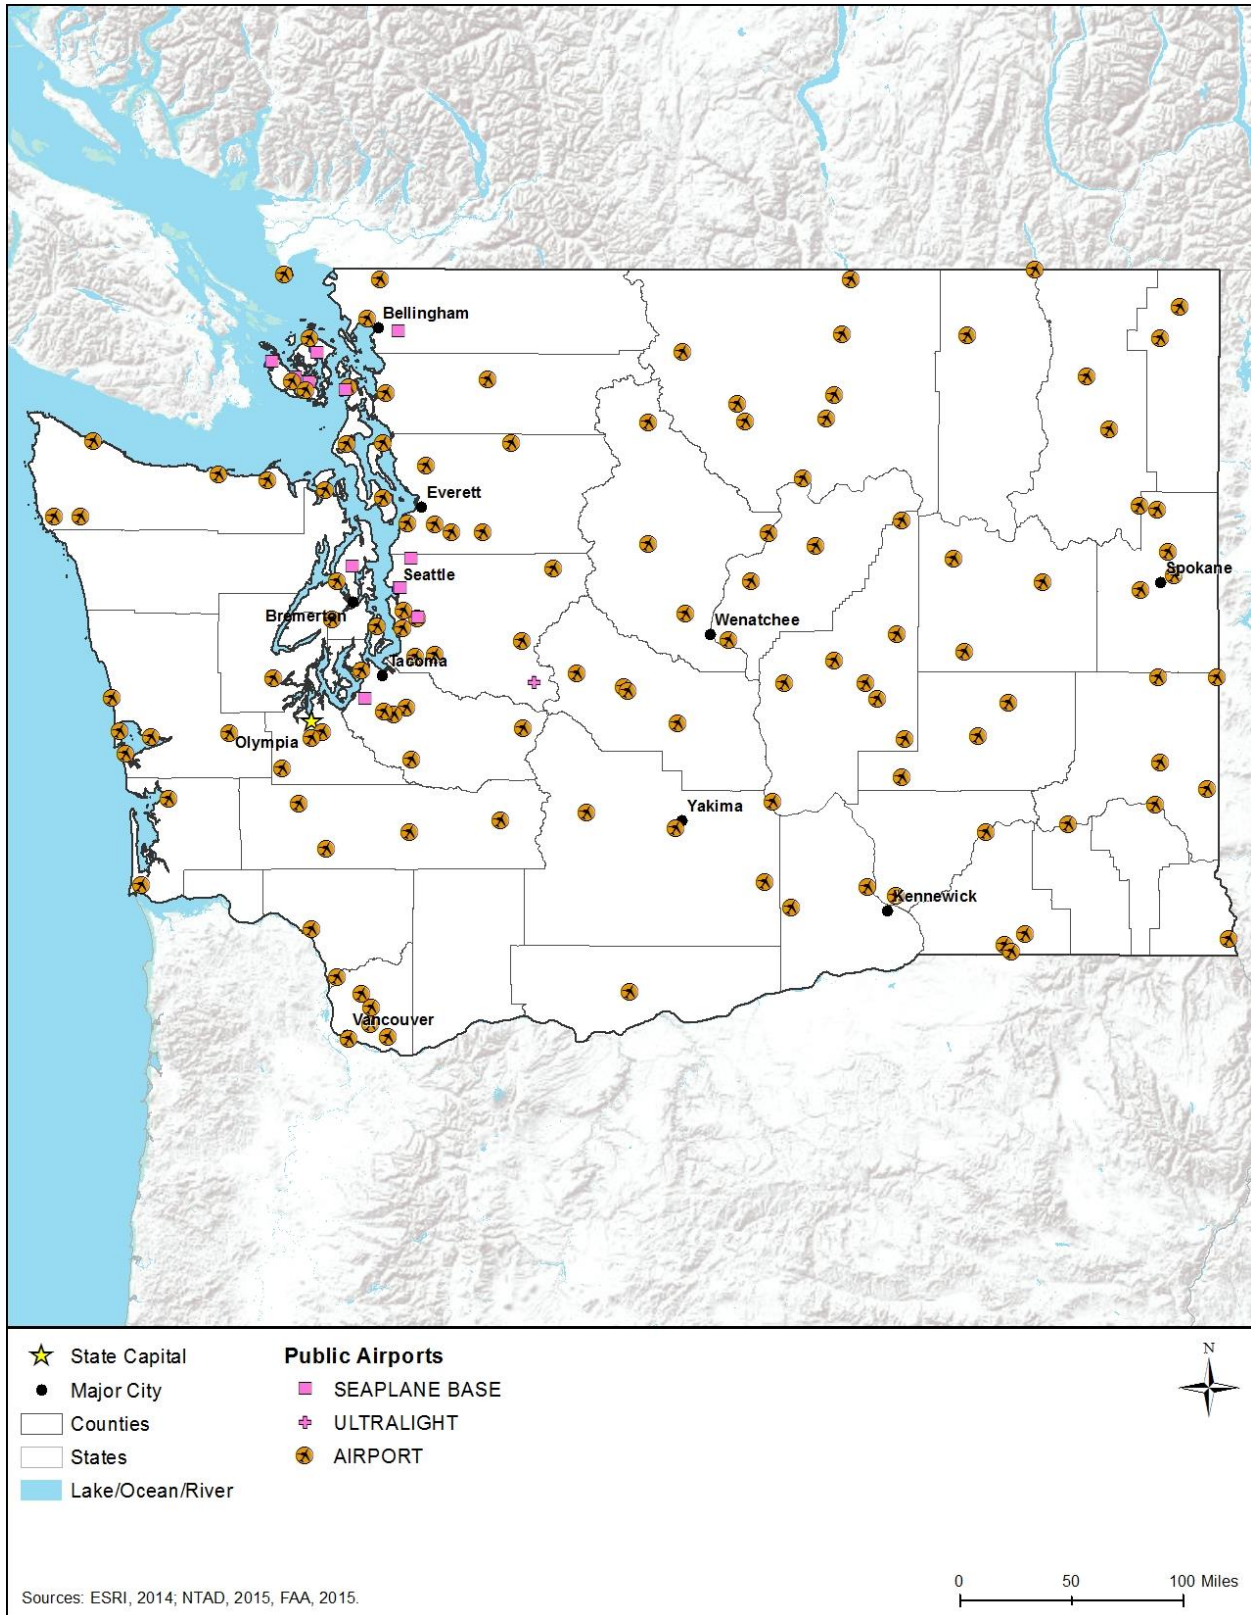 Bellingham
Everett
Seattle
Bremerton
Tacoma
Olympia
Wenatchee
Spokane
Yakima
Kennewick
Vancouver
State Capital
Major City
Counties
States
Lake/Ocean/River
Public Airports
SEAPLANE BASE
ULTRALIGHT
AIRPORT
N
Sources: ESRI, 2014; NTAD, 2015, FAA, 2015.
0 50 100 Miles